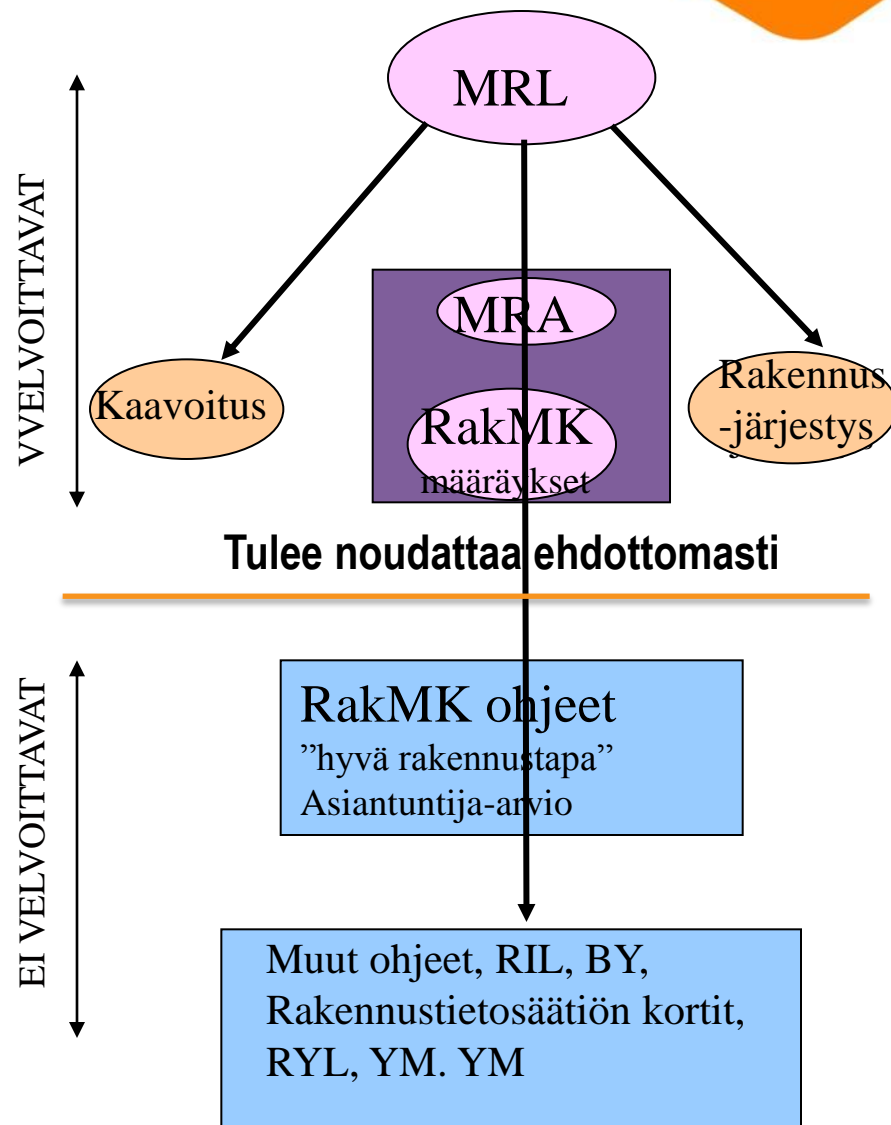 MRL
VVELVOITTAVAT
MRA
Kaavoitus
RakMK
määräykset
Rakennus
-järjestys
Tulee noudattaa ehdottomasti
EI VELVOITTAVAT
RakMK ohjeet
”hyvä rakennustapa”
Asiantuntija-arvio
Muut ohjeet, RIL, BY,
Rakennustietosäätiön kortit,
RYL, YM. YM